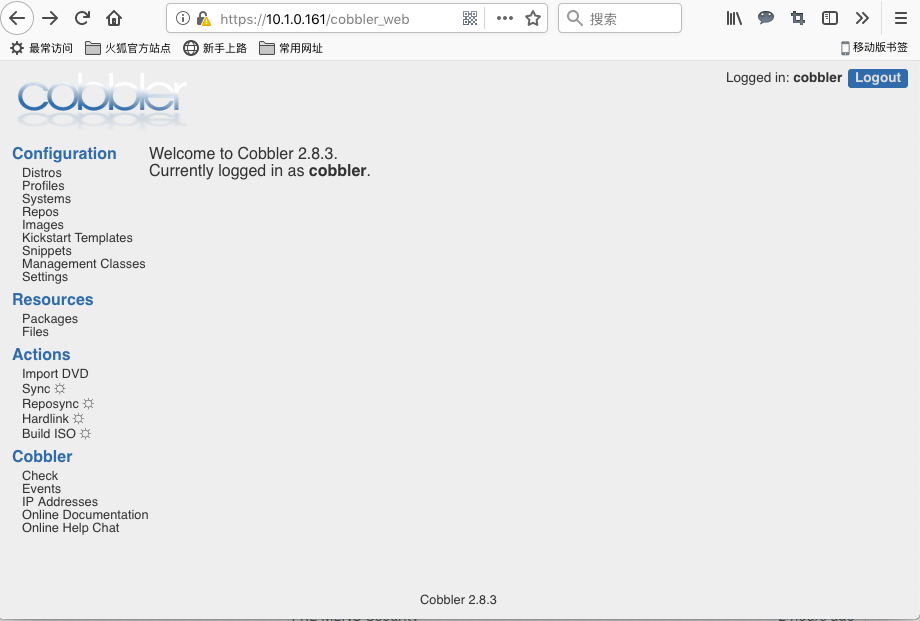 https://10.1.0.161/cobbler_web
搜索
最常访问 火狐官方站点 新手上路 常用网址 移动版书签
cobbler
Logged in: cobbler Logout
Configuration
Distros
Profiles
Systems
Repos
Images
Kickstart Templates
Snippets
Management Classes
Settings
Welcome to Cobbler 2.8.3.
Currently logged in as cobbler.
Resources
Packages
Files
Actions
Import DVD
Sync
Reposync
Hardlink
Build ISO
Cobbler
Check
Events
IP Addresses
Online Documentation
Online Help Chat
Cobbler 2.8.3